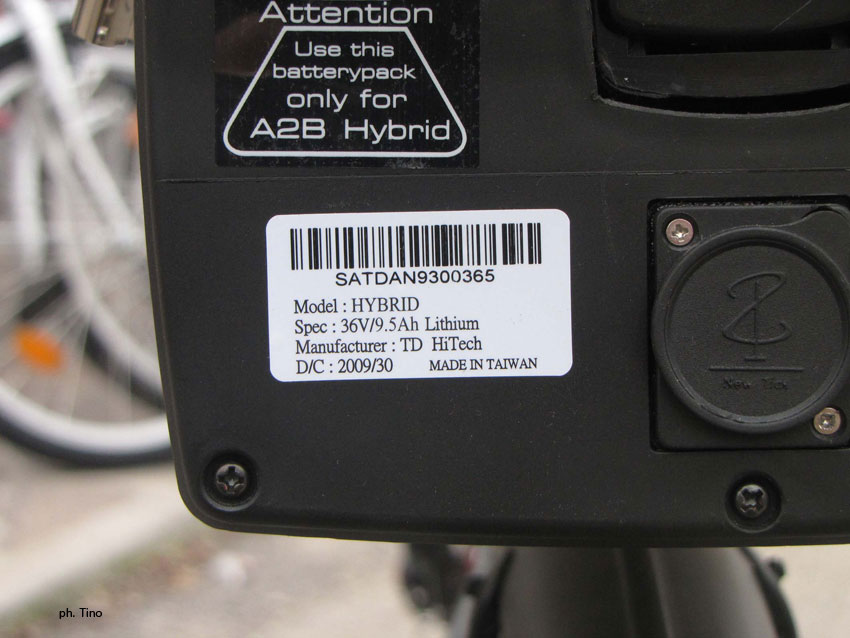 Attention
Use this
batterypack
only for
A2B Hybrid
SATDAN9300365
Model : HYBRID
Spec : 36V/9.5Ah Lithium
Manufacturer : TD HiTech
D/C : 2009/30 MADE IN TAIWAN
ph. Tino